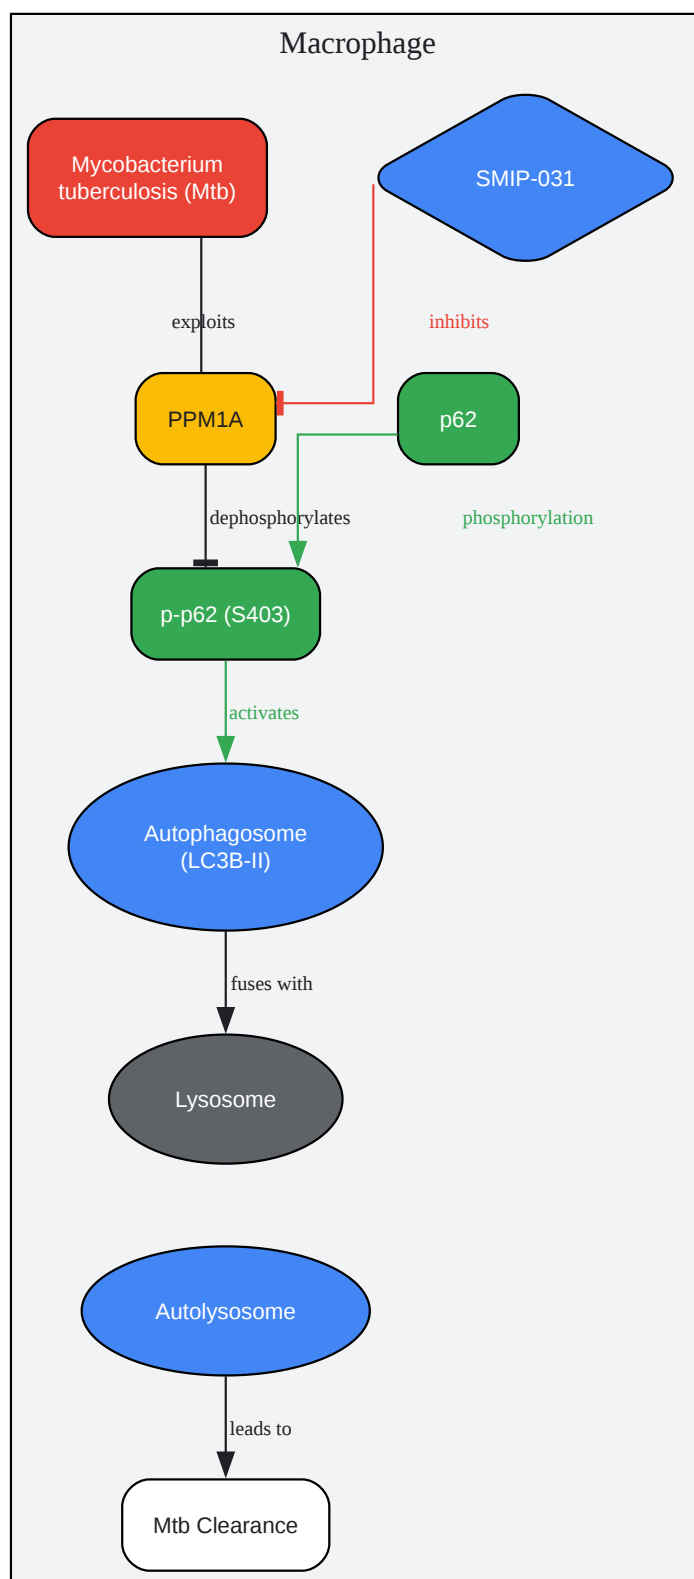 Macrophage
Mycobacterium
tuberculosis (Mtb)
SMIP-031
exploits
inhibits
PPM1A
p62
dephosphorylates
phosphorylation
p-p62 (S403)
activates
Autophagosome
(LC3B-II)
fuses with
Lysosome
Autolysosome
leads to
Mtb Clearance